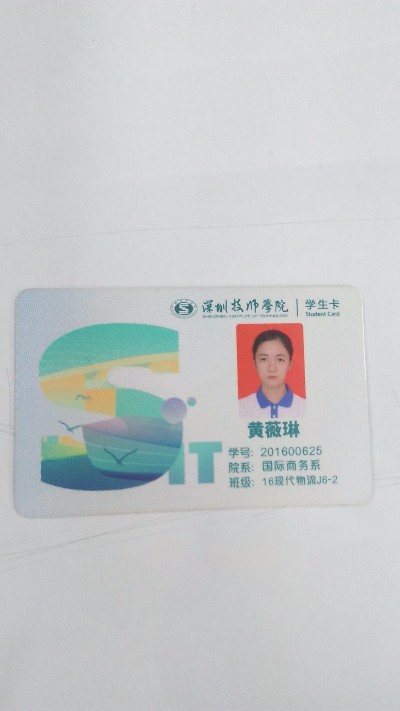 深圳技师学院
SHENZHEN INSTITUTE OF TECHNOLOGY
学生卡
Student Card
黄薇琳
学号: 201600625
院系: 国际商务系
班级: 16现代物流J6-2
SIT